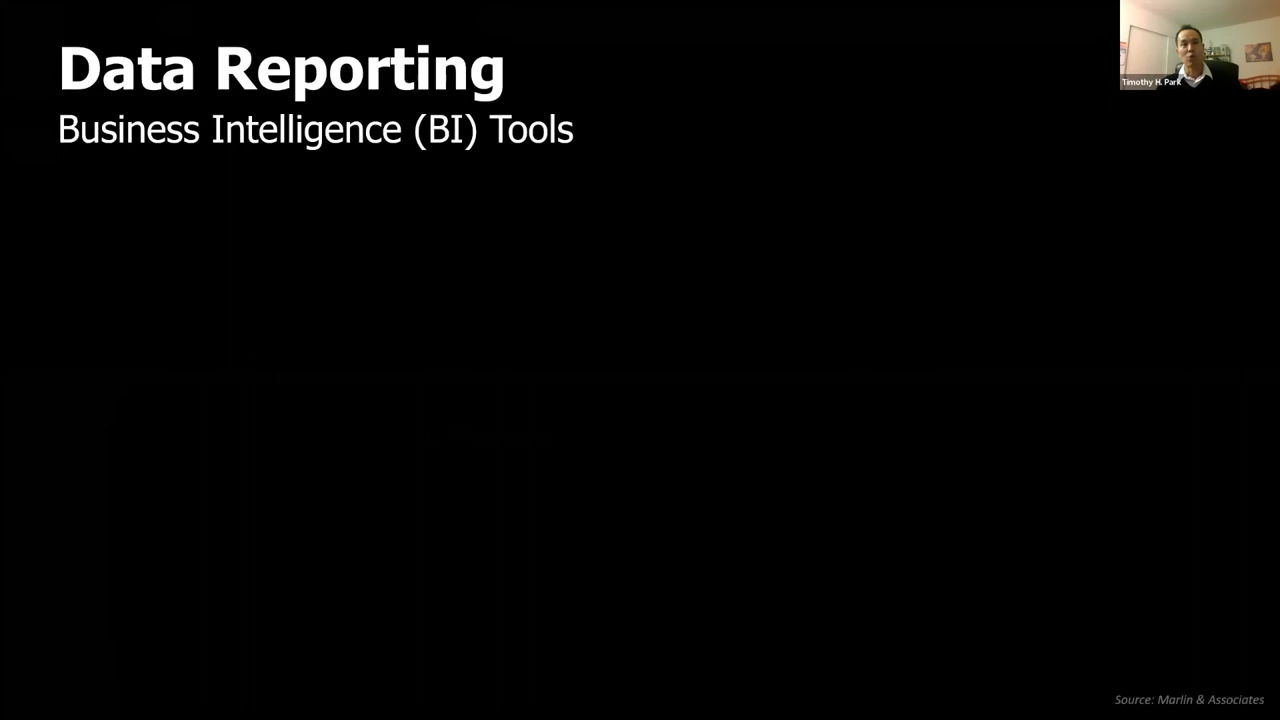 Data Reporting
Business Intelligence (BI) Tools
Timothy H. Park
Source: Marlin & Associates